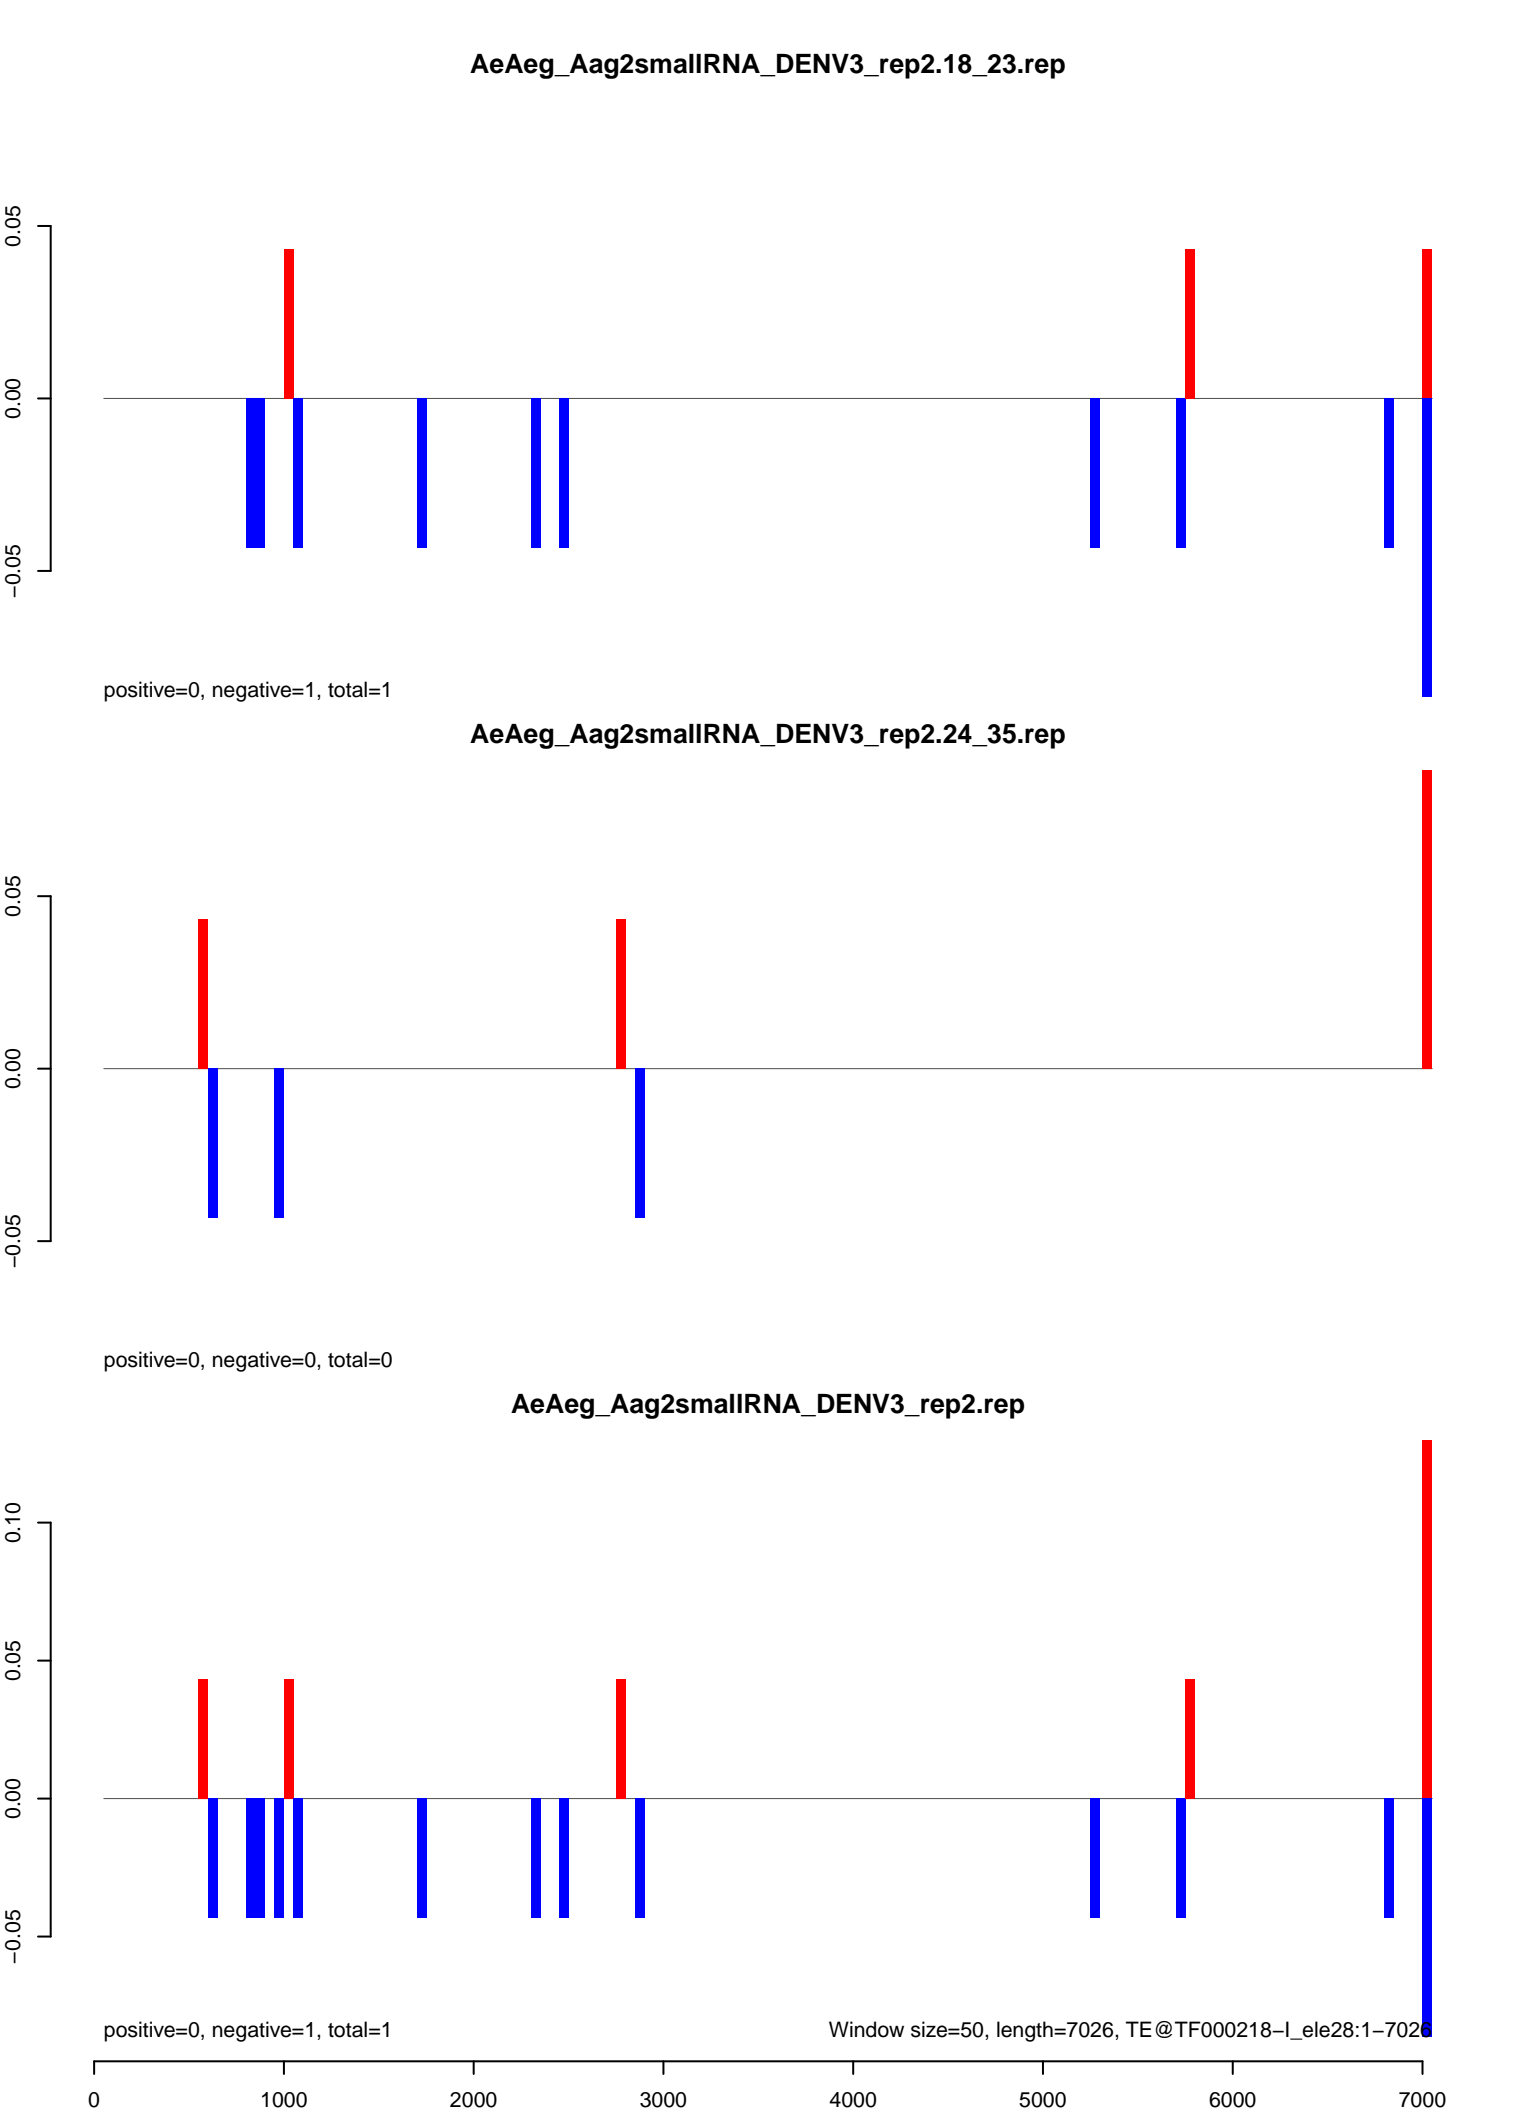 AeAeg_Aag2smallRNA_DENV3_rep2.18_23.rep
0.05
0.00
−0.05
positive=0, negative=1, total=1
AeAeg_Aag2smallRNA_DENV3_rep2.24_35.rep
0.05
0.00
−0.05
positive=0, negative=0, total=0
AeAeg_Aag2smallRNA_DENV3_rep2.rep
0.10
0.05
0.00
−0.05
positive=0, negative=1, total=1
Window size=50, length=7026, TE@TF000218−I_ele28:1−7026
0 1000 2000 3000 4000 5000 6000 7000